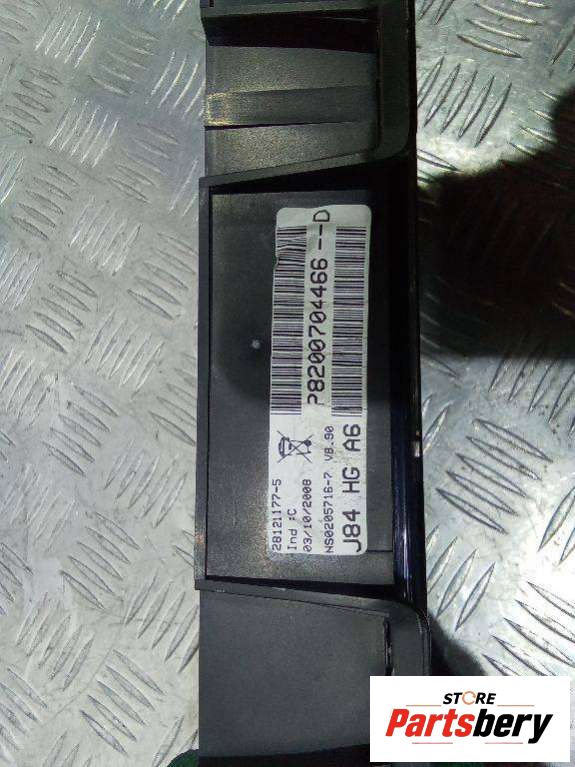 P8200704466--D
28121177-5
Ind :C
03/10/2008
NS0205716-7 V8.90
J84 HG A6
STORE
Partsbery